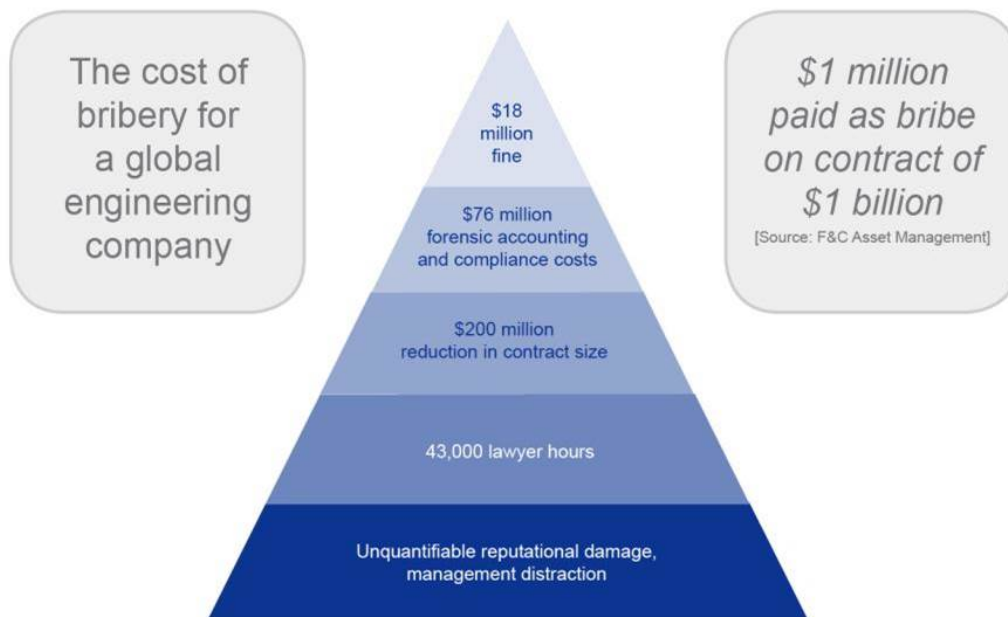 The cost of
bribery for
a global
engineering
company
$18
million
fine
$76 million
forensic accounting
and compliance costs
$200 million
reduction in contract size
43,000 lawyer hours
Unquantifiable reputational damage,
management distraction
$1 million
paid as bribe
on contract of
$1 billion
[Source: F&C Asset Management]